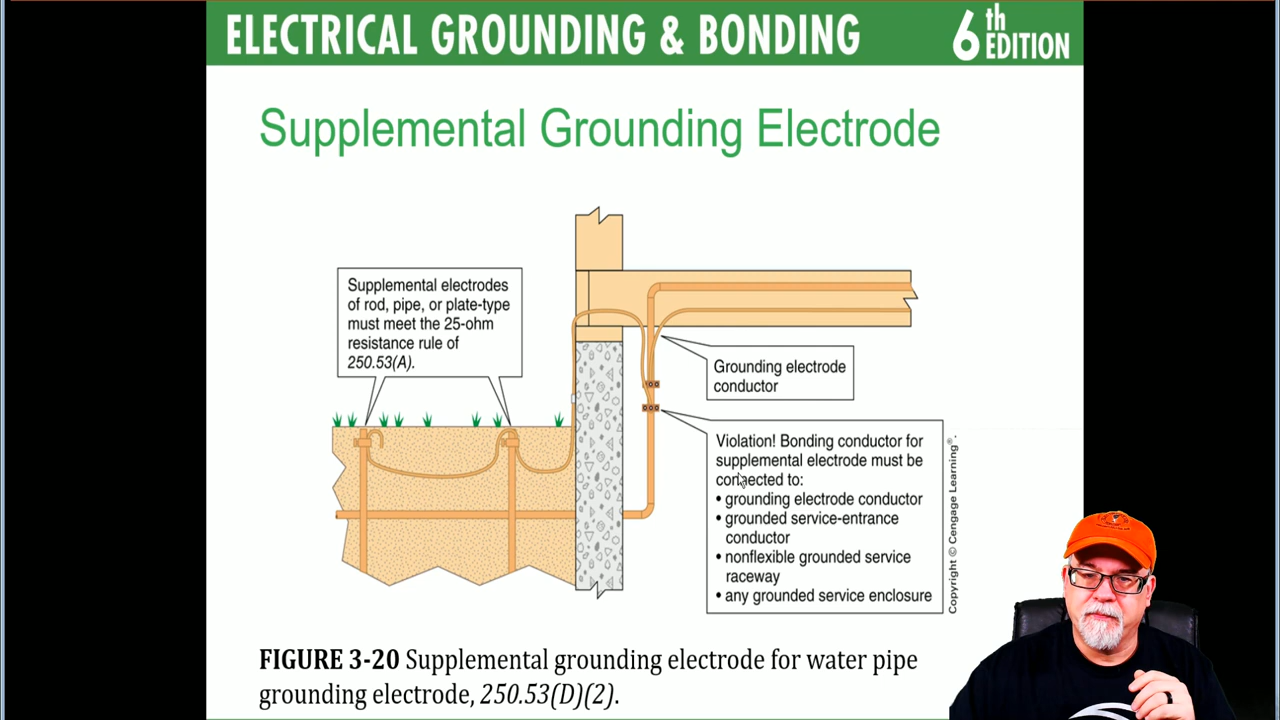 ELECTRICAL GROUNDING & BONDING
6th EDITION
Supplemental Grounding Electrode
Supplemental electrodes
of rod, pipe, or plate-type
must meet the 25-ohm
resistance rule of
250.53(A).
Grounding electrode
conductor
Violation! Bonding conductor for
supplemental electrode must be
connected to:
• grounding electrode conductor
• grounded service-entrance
conductor
• nonflexible grounded service
raceway
• any grounded service enclosure
Copyright © Cengage Learning®.
FIGURE 3-20 Supplemental grounding electrode for water pipe
grounding electrode, 250.53(D)(2).